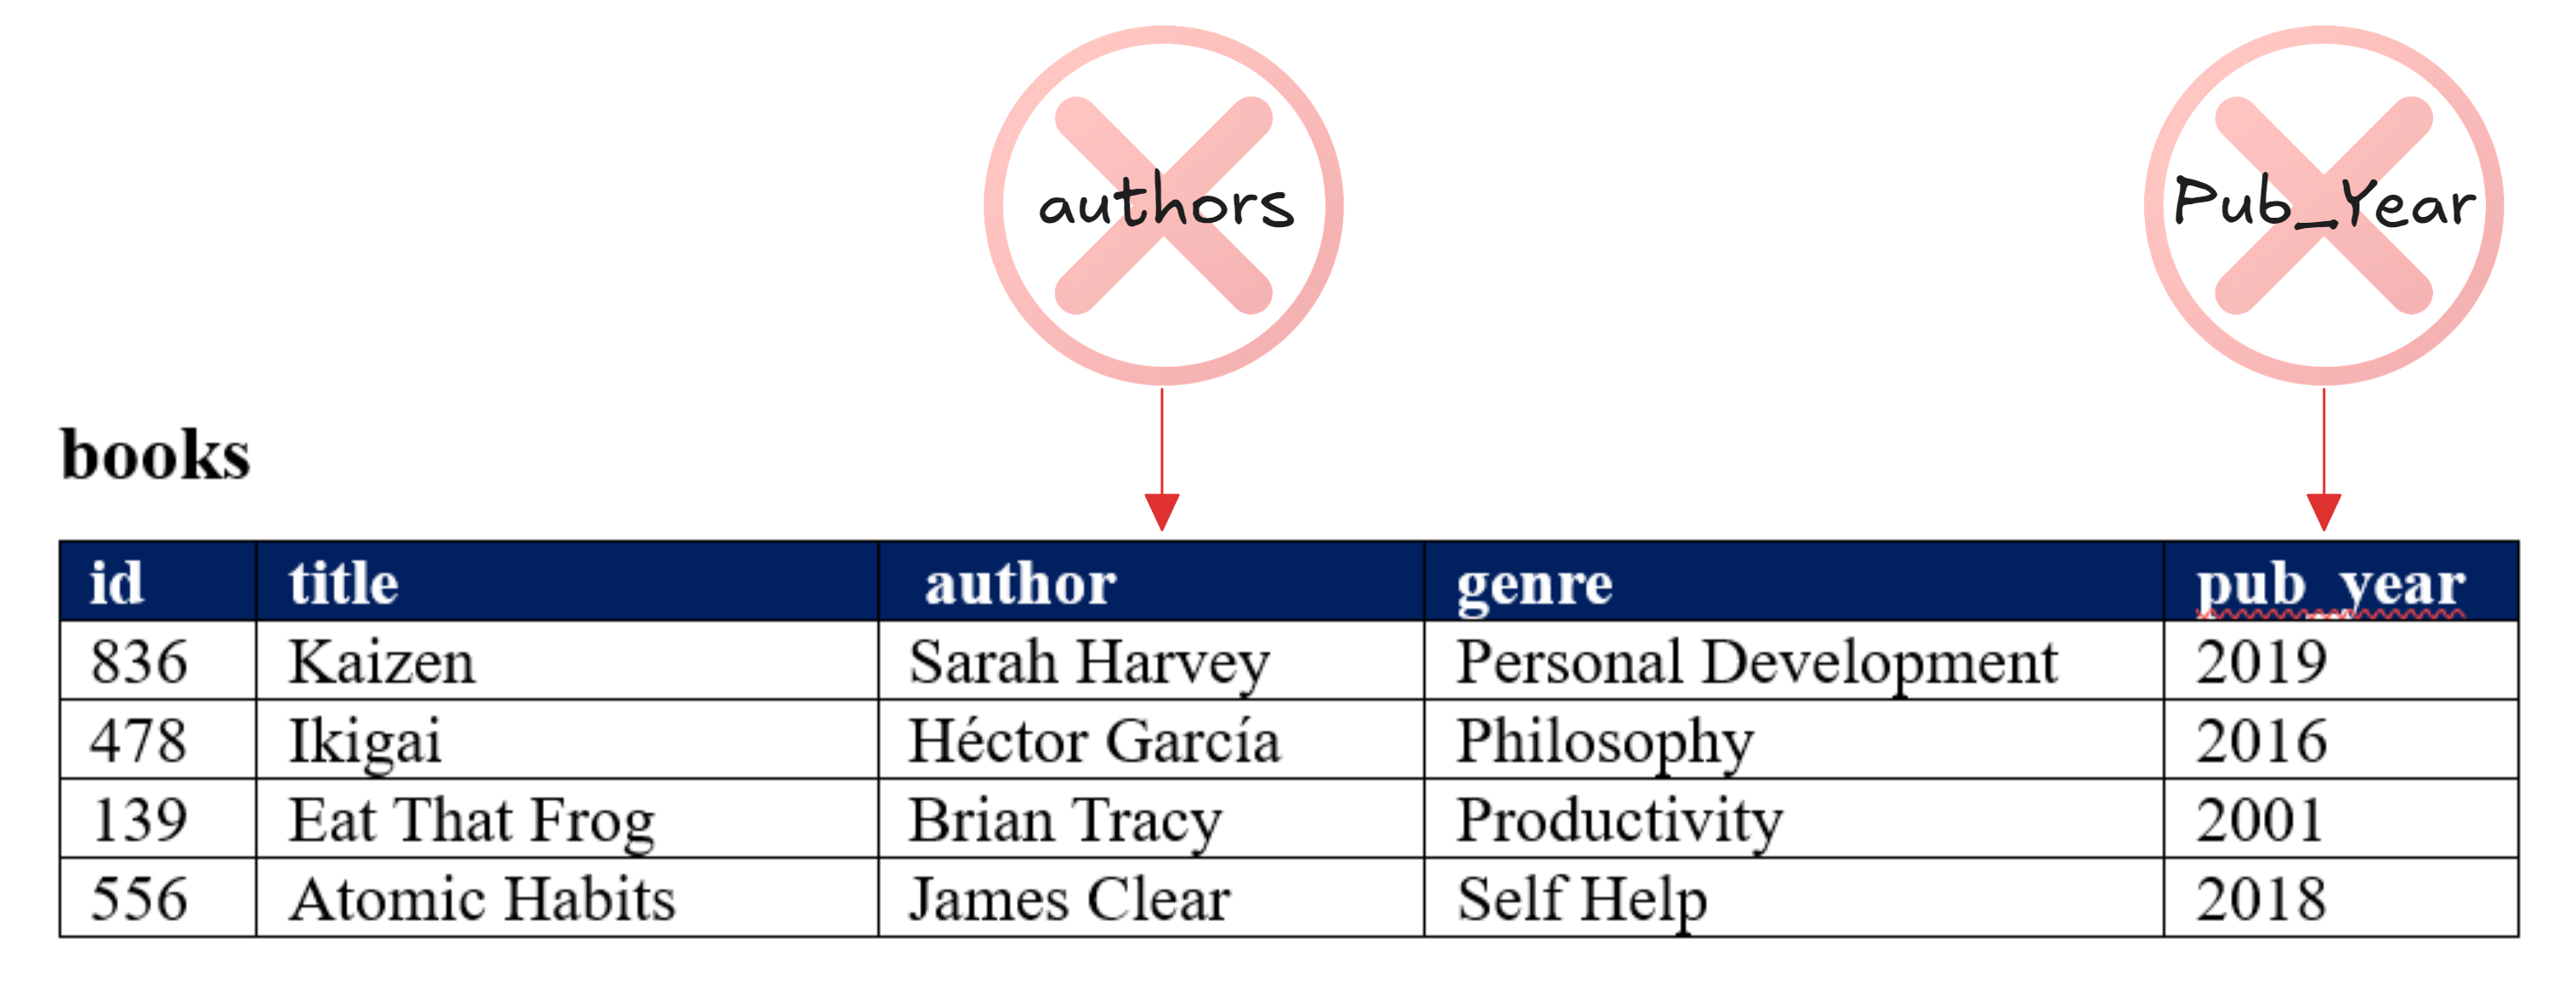 authors
Pub_Year
books
id title author genre pub_year
836 Kaizen Sarah Harvey Personal Development 2019
478 Ikigai Héctor García Philosophy 2016
139 Eat That Frog Brian Tracy Productivity 2001
556 Atomic Habits James Clear Self Help 2018